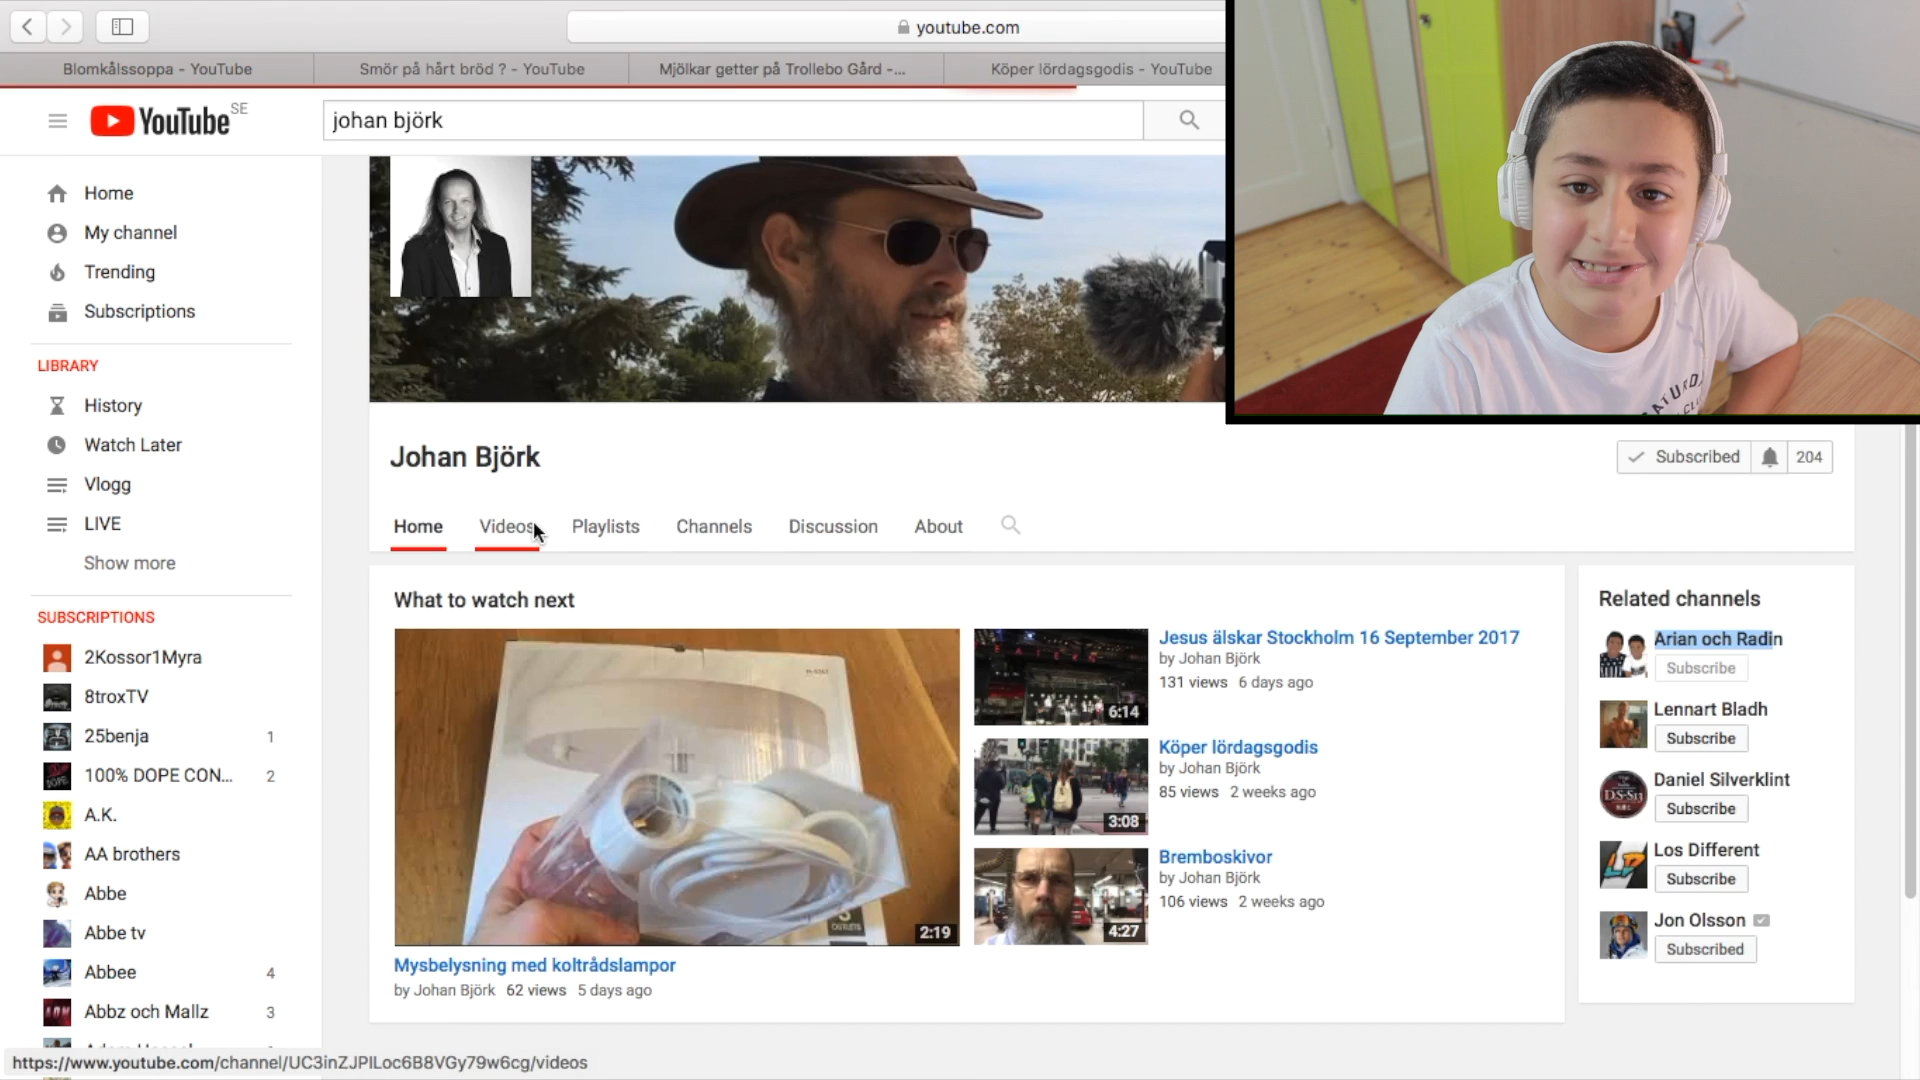 youtube.com
Blomkålssoppa - YouTube
Smör på hårt bröd ? - YouTube
Mjölkar getter på Trollebo Gård -...
Köper lördagsgodis - YouTube
YouTube SE
johan björk
Home
My channel
Trending
Subscriptions
LIBRARY
History
Watch Later
Vlogg
LIVE
Show more
SUBSCRIPTIONS
2Kossor1Myra
8troxTV
25benja 1
100% DOPE CON... 2
A.K.
AA brothers
Abbe
Abbe tv
Abbee 4
Abbz och Mallz 3
https://www.youtube.com/channel/UC3inZJPlLoc6B8VGy79w6cg/videos
Johan Björk
Subscribed 204
Home Videos Playlists Channels Discussion About
What to watch next
2:19
Mysbelysning med koltrådslampor
by Johan Björk 62 views 5 days ago
6:14
Jesus älskar Stockholm 16 September 2017
by Johan Björk
131 views 6 days ago
3:08
Köper lördagsgodis
by Johan Björk
85 views 2 weeks ago
4:27
Bremboskivor
by Johan Björk
106 views 2 weeks ago
Related channels
Arian och Radin
Subscribe
Lennart Bladh
Subscribe
Daniel Silverklint
Subscribe
Los Different
Subscribe
Jon Olsson
Subscribed